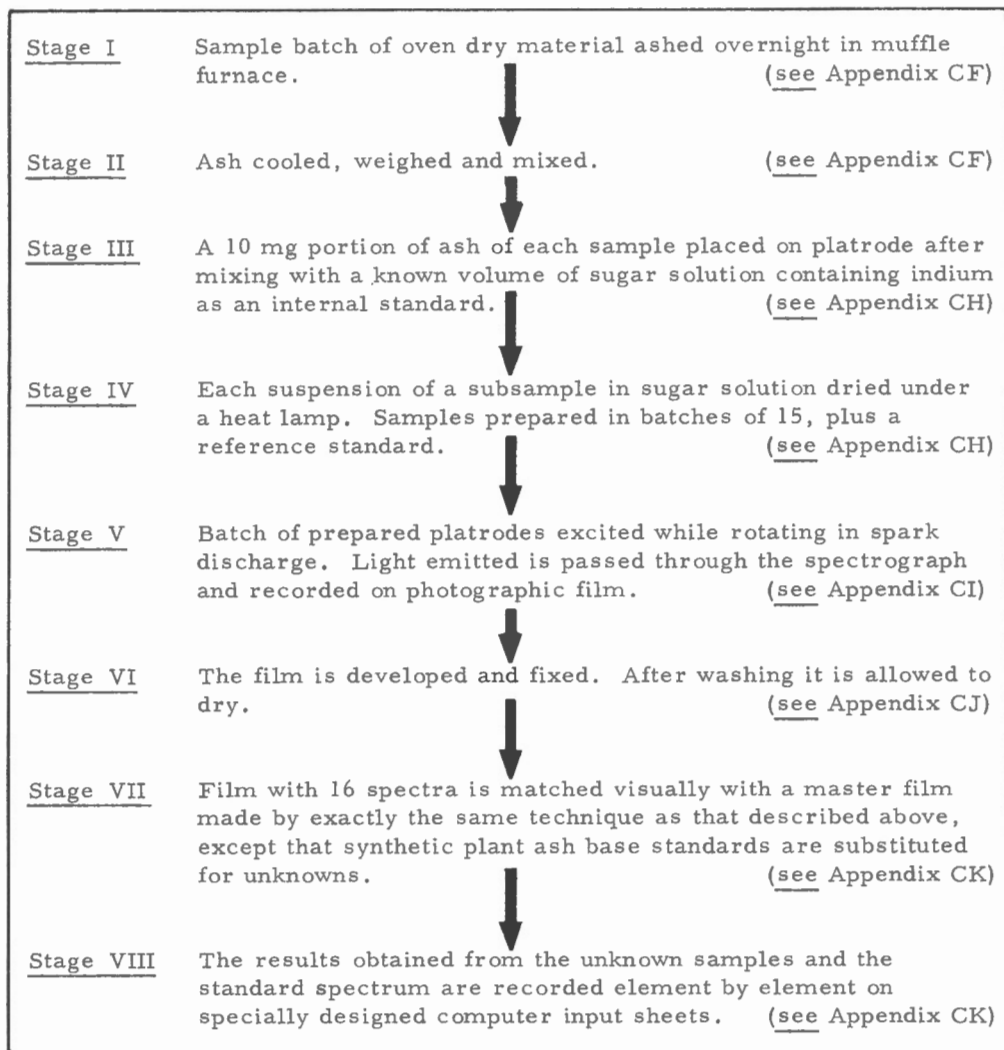 Stage I Sample batch of oven dry material ashed overnight in muffle
furnace. (see Appendix CF)
Stage II Ash cooled, weighed and mixed. (see Appendix CF)
Stage III A 10 mg portion of ash of each sample placed on platrode after
mixing with a known volume of sugar solution containing indium
as an internal standard. (see Appendix CH)
Stage IV Each suspension of a subsample in sugar solution dried under
a heat lamp. Samples prepared in batches of 15, plus a
reference standard. (see Appendix CH)
Stage V Batch of prepared platrodes excited while rotating in spark
discharge. Light emitted is passed through the spectrograph
and recorded on photographic film. (see Appendix CI)
Stage VI The film is developed and fixed. After washing it is allowed to
dry. (see Appendix CJ)
Stage VII Film with 16 spectra is matched visually with a master film
made by exactly the same technique as that described above,
except that synthetic plant ash base standards are substituted
for unknowns. (see Appendix CK)
Stage VIII The results obtained from the unknown samples and the
standard spectrum are recorded element by element on
specially designed computer input sheets. (see Appendix CK)